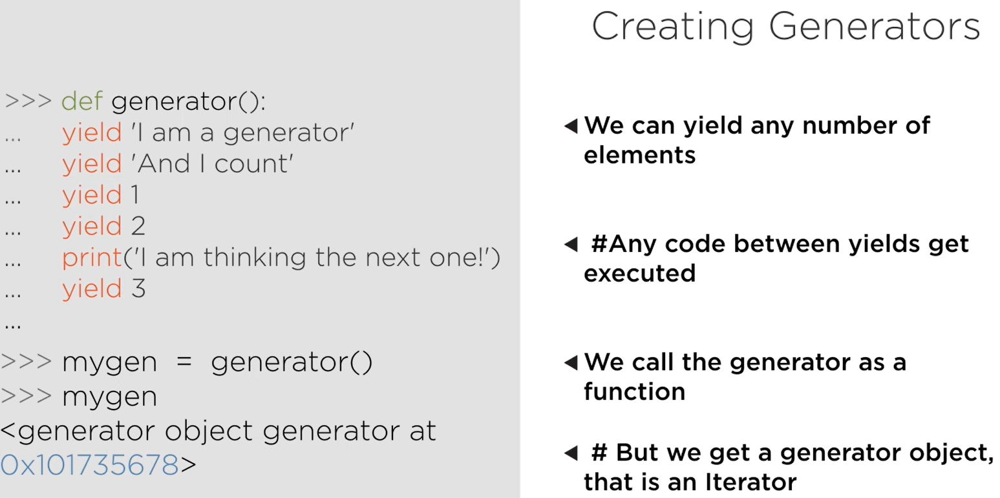 Creating Generators
>>> def generator():
... yield 'I am a generator'
... yield 'And I count'
... yield 1
... yield 2
... print('I am thinking the next one!')
... yield 3
...
>>> mygen = generator()
>>> mygen
<generator object generator at
0x101735678>
◀ We can yield any number of
elements
◀ #Any code between yields get
executed
◀ We call the generator as a
function
◀ # But we get a generator object,
that is an Iterator